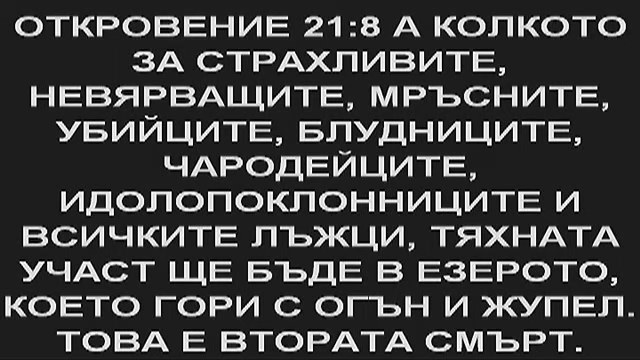 ОТКРОВЕНИЕ 21:8 А КОЛКОТО
ЗА СТРАХЛИВИТЕ,
НЕВЯРВАЩИТЕ, МРЪСНИТЕ,
УБИЙЦИТЕ, БЛУДНИЦИТЕ,
ЧАРОДЕЙЦИТЕ,
ИДОЛОПОКЛОННИЦИТЕ И
ВСИЧКИТЕ ЛЪЖЦИ, ТЯХНАТА
УЧАСТ ЩЕ БЪДЕ В ЕЗЕРОТО,
КОЕТО ГОРИ С ОГЪН И ЖУПЕЛ.
ТОВА Е ВТОРАТА СМЪРТ.